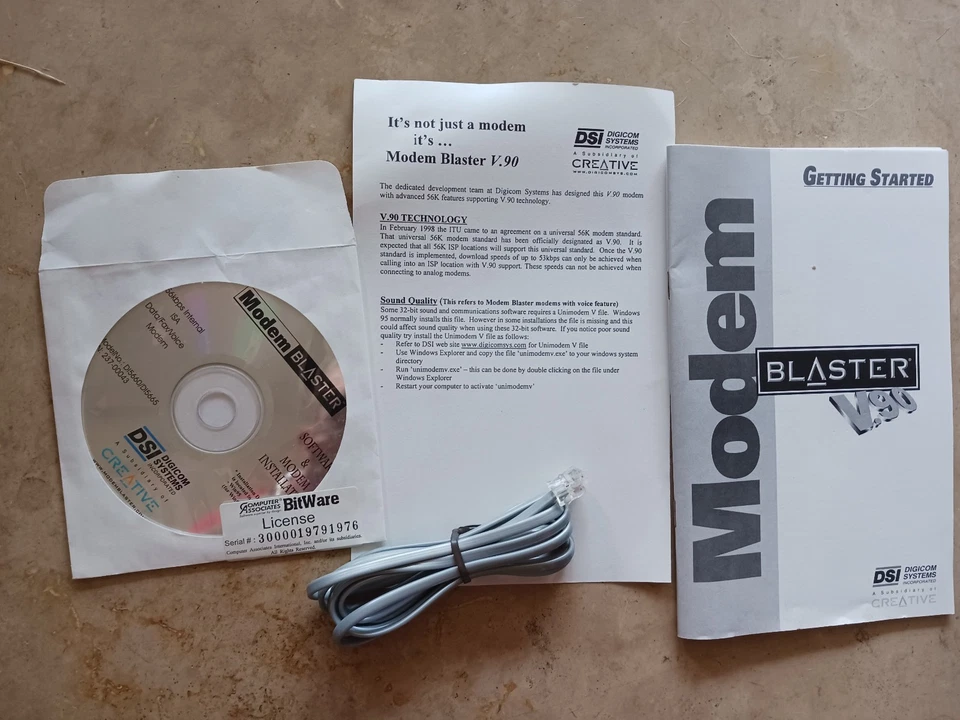 56kbps Internal
ISA
Data/Fax/Voice
Modem
Model No.: DI5660/DI5665
237-00043
Modem BLASTER
DSI DIGICOM
SYSTEMS
INCORPORATED
A Subsidiary of
CREATIVE
WWW.MODEMBLASTER.COM
SOFTWARE
&
MODEM
COMPUTER
ASSOCIATES
Software superior by design
BitWare
License
Serial #: 3000019791976
Computer Associates International, Inc. and/or its subsidiaries.
All Rights Reserved.
It's not just a modem
it's ...
Modem Blaster V.90
DSI DIGICOM
SYSTEMS
INCORPORATED
A Subsidiary of
CREATIVE
WWW.DIGICOMSYS.COM
The dedicated development team at Digicom Systems has designed this V.90 modem
with advanced 56K features supporting V.90 technology.
V.90 TECHNOLOGY
In February 1998 the ITU came to an agreement on a universal 56K modem standard.
That universal 56K modem standard has been officially designated as V.90. It is
expected that all 56K ISP locations will support this universal standard. Once the V.90
standard is implemented, download speeds of up to 53kbps can only be achieved when
calling into an ISP location with V.90 support. These speeds can not be achieved when
connecting to analog modems.
Sound Quality (This refers to Modem Blaster modems with voice feature)
Some 32-bit sound and communications software requires a Unimodem V file. Windows
95 normally installs this file. However in some installations the file is missing and this
could affect sound quality when using these 32-bit software. If you notice poor sound
quality try install the Unimodem V file as follows:
- Refer to DSI web site www.digicomsys.com for Unimodem V file
- Use Windows Explorer and copy the file 'unimodemv.exe' to your windows system
directory
- Run 'unimodemv.exe' – this can be done by double clicking on the file under
Windows Explorer
- Restart your computer to activate 'unimodemv'
GETTING STARTED
Modem
BLASTER
V.90
DSI DIGICOM
SYSTEMS
INCORPORATED
A Subsidiary of
CREATIVE